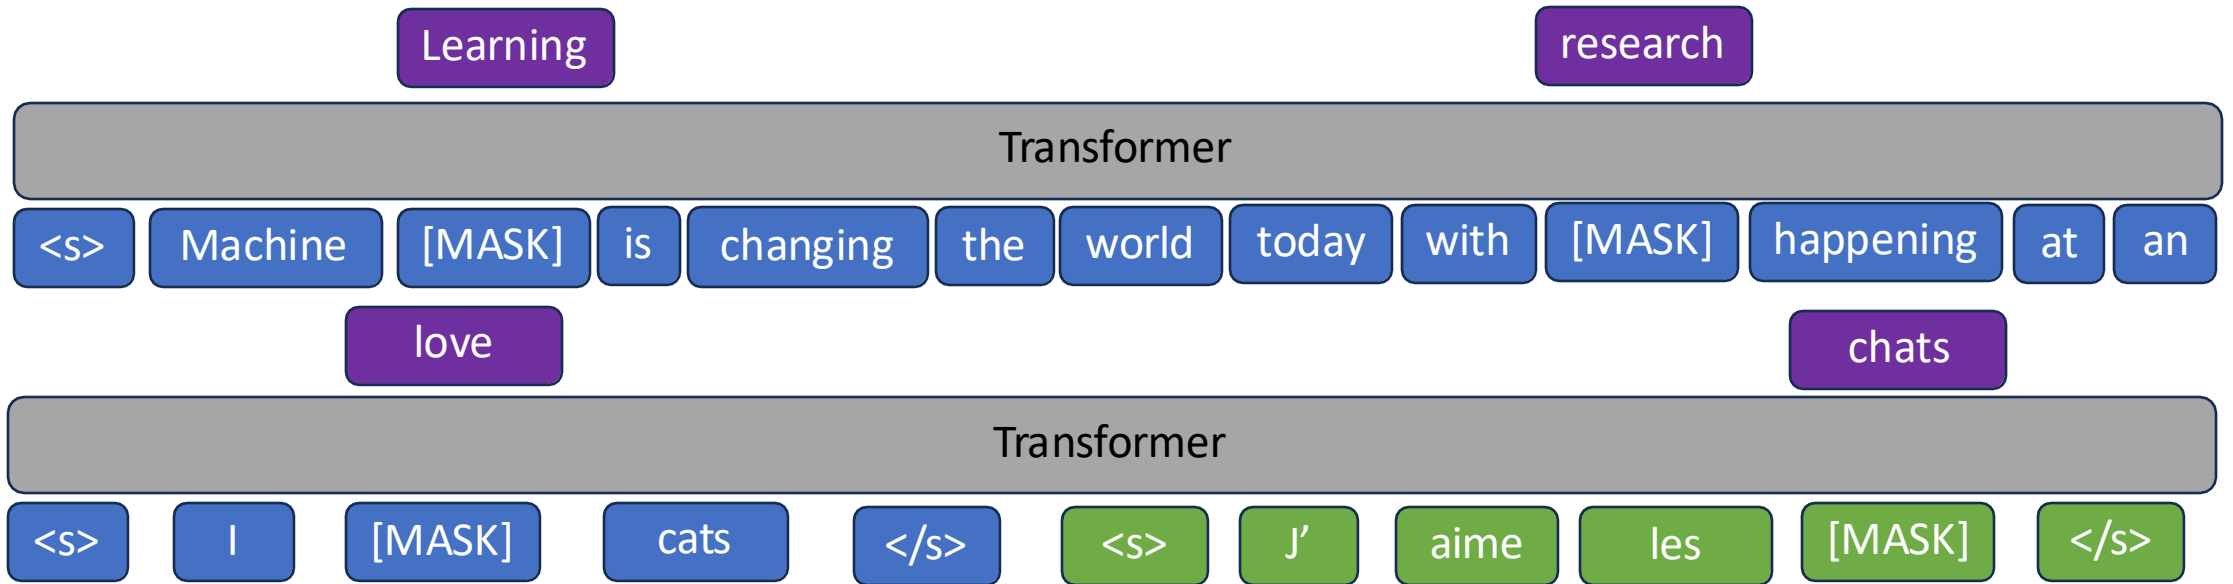 Learning research
Transformer
<s> Machine [MASK] is changing the world today with [MASK] happening at an
love chats
Transformer
<s> I [MASK] cats </s> <s> J’ aime les [MASK] </s>